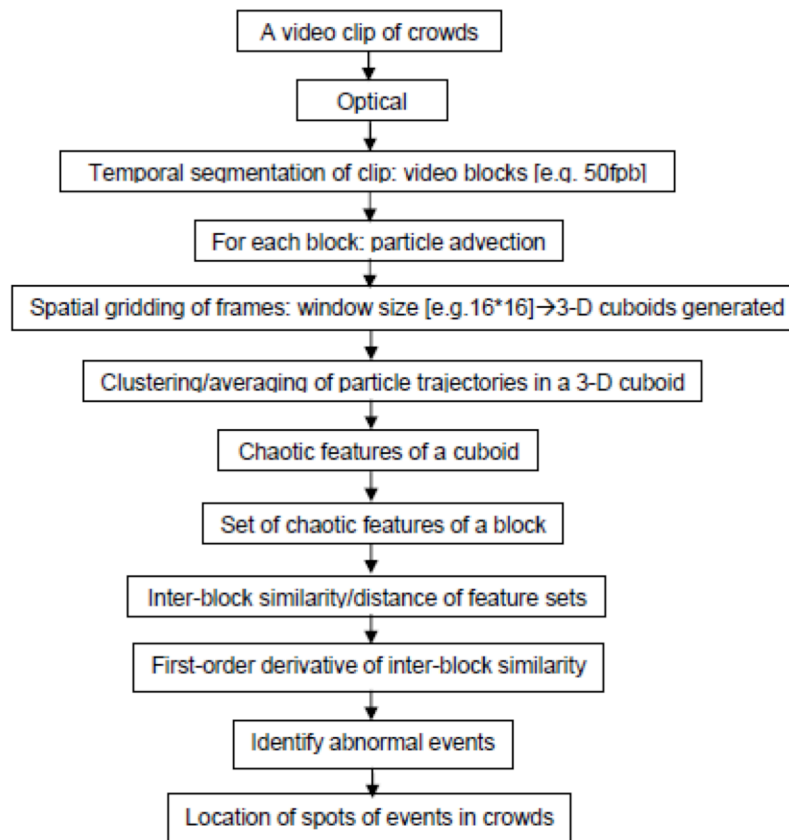 A video clip of crowds
Optical
Temporal segmentation of clip: video blocks [e.g. 50fpb]
For each block: particle advection
Spatial gridding of frames: window size [e.g.16*16]→3-D cuboids generated
Clustering/averaging of particle trajectories in a 3-D cuboid
Chaotic features of a cuboid
Set of chaotic features of a block
Inter-block similarity/distance of feature sets
First-order derivative of inter-block similarity
Identify abnormal events
Location of spots of events in crowds